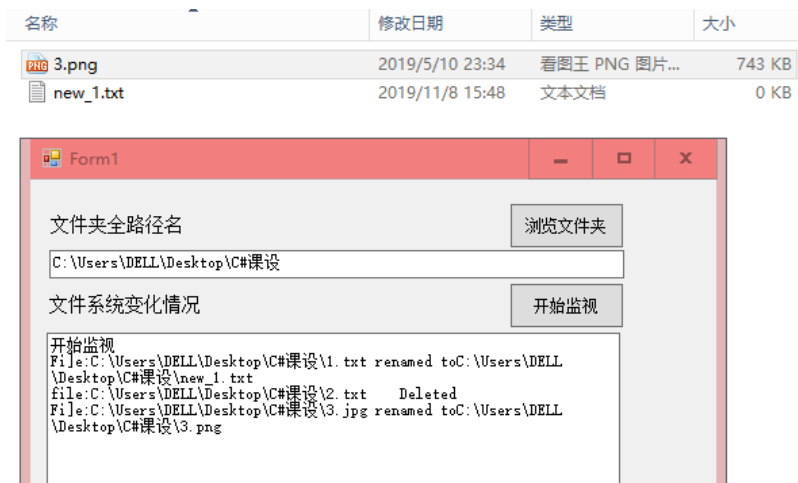 名称 修改日期 类型 大小
3.png 2019/5/10 23:34 看图王 PNG 图片... 743 KB
new_1.txt 2019/11/8 15:48 文本文档 0 KB
Form1
文件夹全路径名 浏览文件夹
C:\Users\DELL\Desktop\C#课设
文件系统变化情况 开始监视
开始监视
File:C:\Users\DELL\Desktop\C#课设\1.txt renamed toC:\Users\DELL
\Desktop\C#课设\new_1.txt
file:C:\Users\DELL\Desktop\C#课设\2.txt Deleted
File:C:\Users\DELL\Desktop\C#课设\3.jpg renamed toC:\Users\DELL
\Desktop\C#课设\3.png